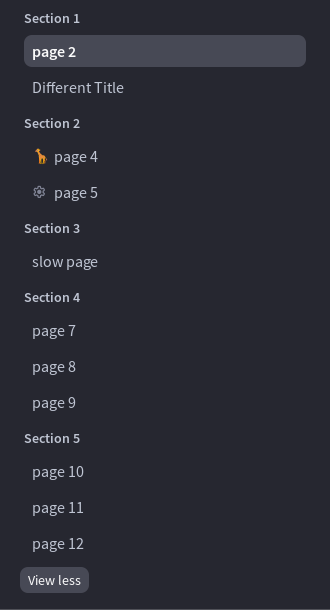 Section 1
page 2
Different Title
Section 2
page 4
page 5
Section 3
slow page
Section 4
page 7
page 8
page 9
Section 5
page 10
page 11
page 12
View less